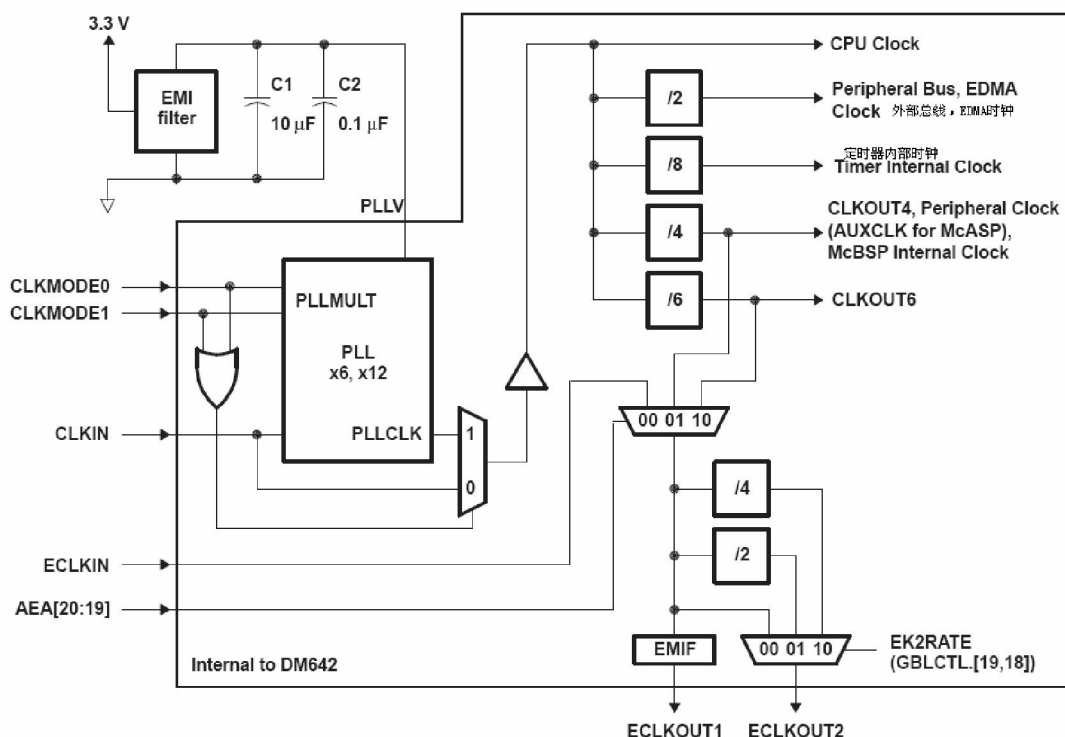 3.3 V
EMI
filter
C1
10 µF
C2
0.1 µF
PLLV
CPU Clock
/2
Peripheral Bus, EDMA
Clock 外部总线，EDMA时钟
/8
定时器内部时钟
Timer Internal Clock
/4
CLKOUT4, Peripheral Clock
(AUXCLK for McASP),
McBSP Internal Clock
/6
CLKOUT6
CLKMODE0
CLKMODE1
PLLMULT
PLL
x6, x12
CLKIN
PLLCLK
1
0
00 01 10
/4
/2
ECLKIN
AEA[20:19]
Internal to DM642
EMIF
00 01 10
EK2RATE
(GBLCTL.[19,18])
ECLKOUT1
ECLKOUT2